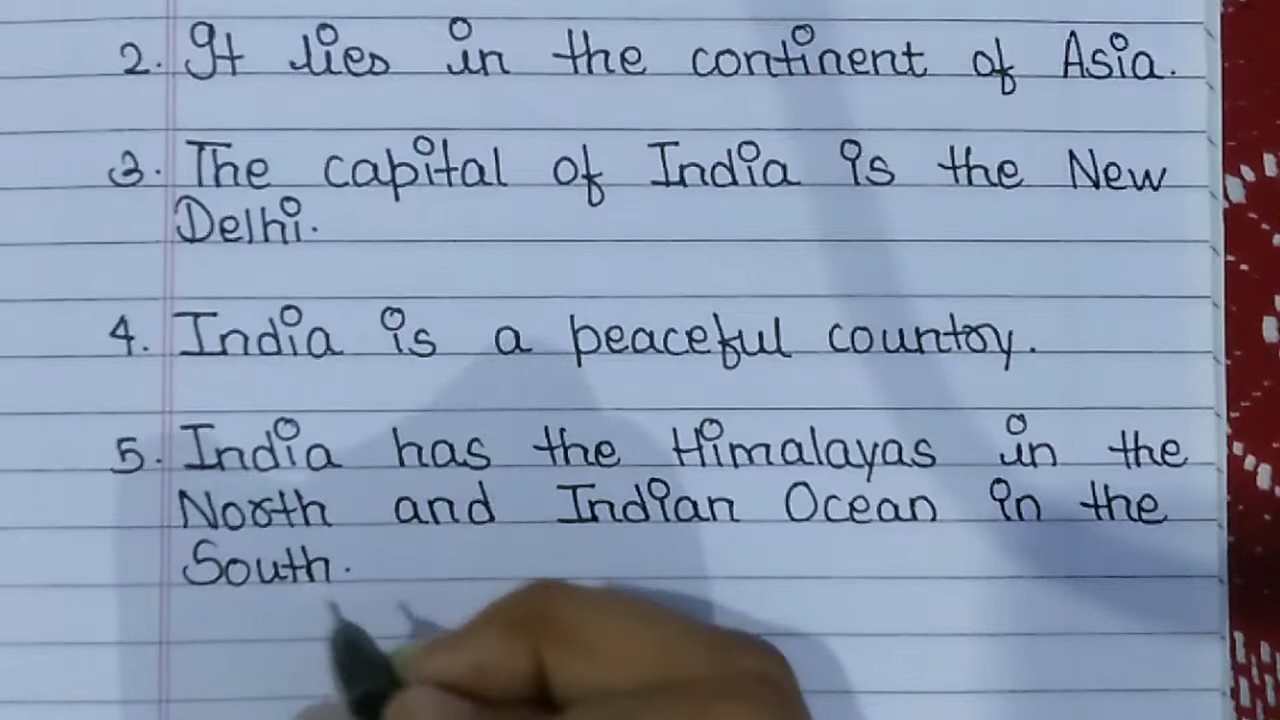 2. It lies in the continent of Asia.
3. The capital of India is the New
Delhi.
4. India is a peaceful country.
5. India has the Himalayas in the
North and Indian Ocean in the
South.